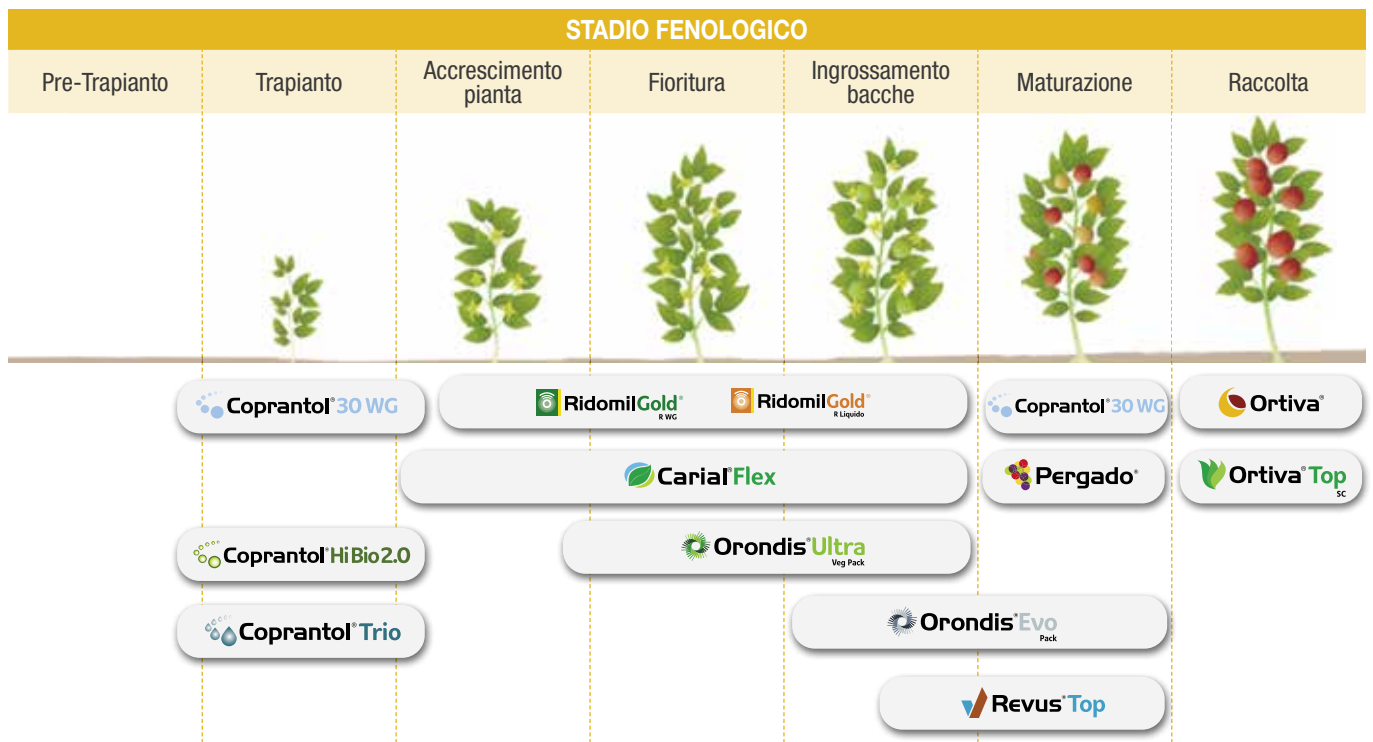 STADIO FENOLOGICO
Pre-Trapianto
Trapianto
Accrescimento
pianta
Fioritura
Ingrossamento
bacche
Maturazione
Raccolta
Coprantol® 30 WG
RidomilGold®
R WG
RidomilGold®
R Liquido
Coprantol® 30 WG
Ortiva®
Carial® Flex
Pergado®
Ortiva® Top
SC
Coprantol® Hi Bio 2.0
Orondis® Ultra
Veg Pack
Coprantol® Trio
Orondis® Evo
Pack
Revus® Top